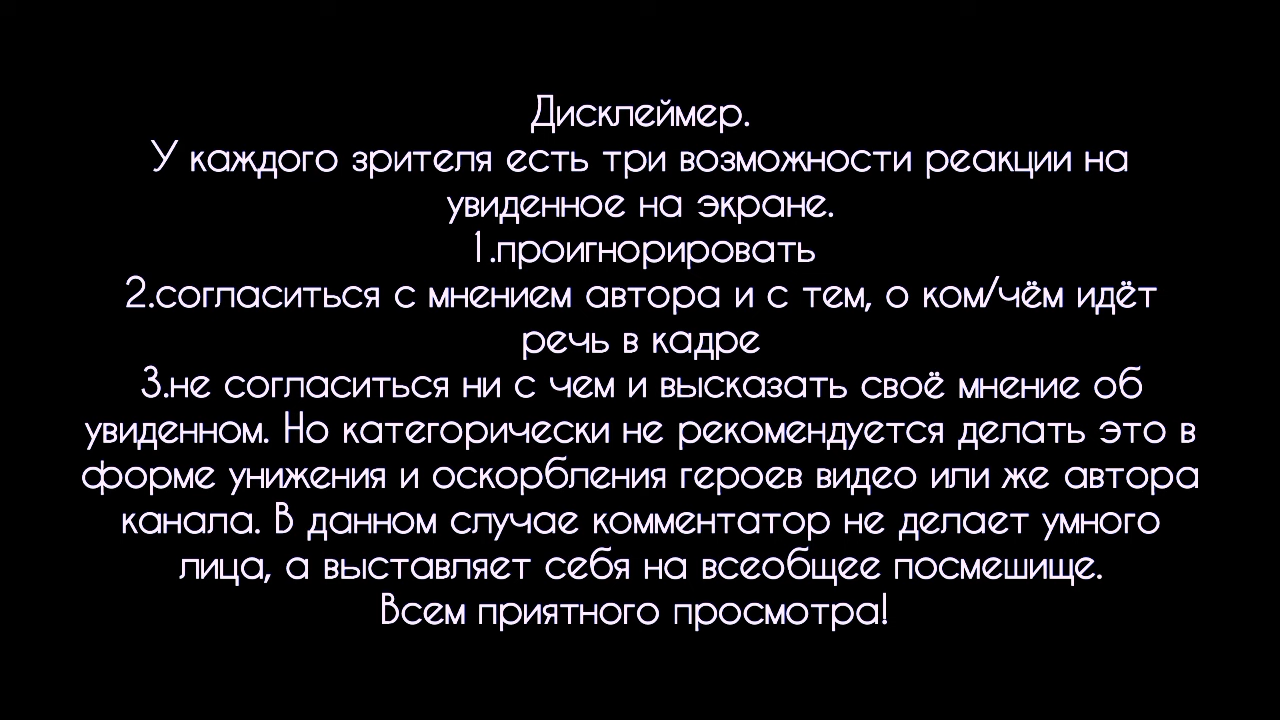 Дисклеймер.
У каждого зрителя есть три возможности реакции на
увиденное на экране.
1.проигнорировать
2.согласиться с мнением автора и с тем, о ком/чём идёт
речь в кадре
3.не согласиться ни с чем и высказать своё мнение об
увиденном. Но категорически не рекомендуется делать это в
форме унижения и оскорбления героев видео или же автора
канала. В данном случае комментатор не делает умного
лица, а выставляет себя на всеобщее посмешище.
Всем приятного просмотра!